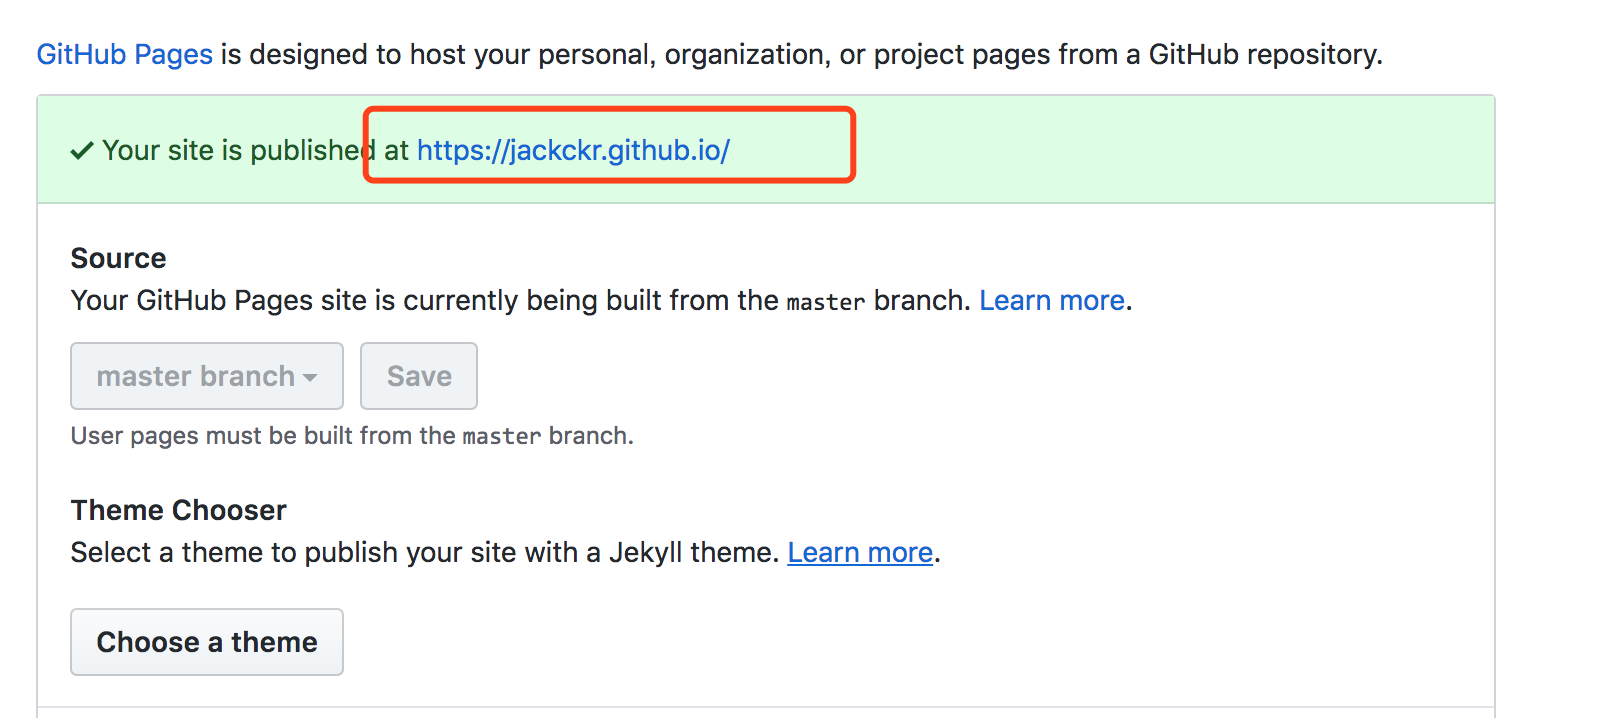 GitHub Pages is designed to host your personal, organization, or project pages from a GitHub repository.
Your site is published at https://jackckr.github.io/
Source
Your GitHub Pages site is currently being built from the master branch. Learn more.
master branch Save
User pages must be built from the master branch.
Theme Chooser
Select a theme to publish your site with a Jekyll theme. Learn more.
Choose a theme